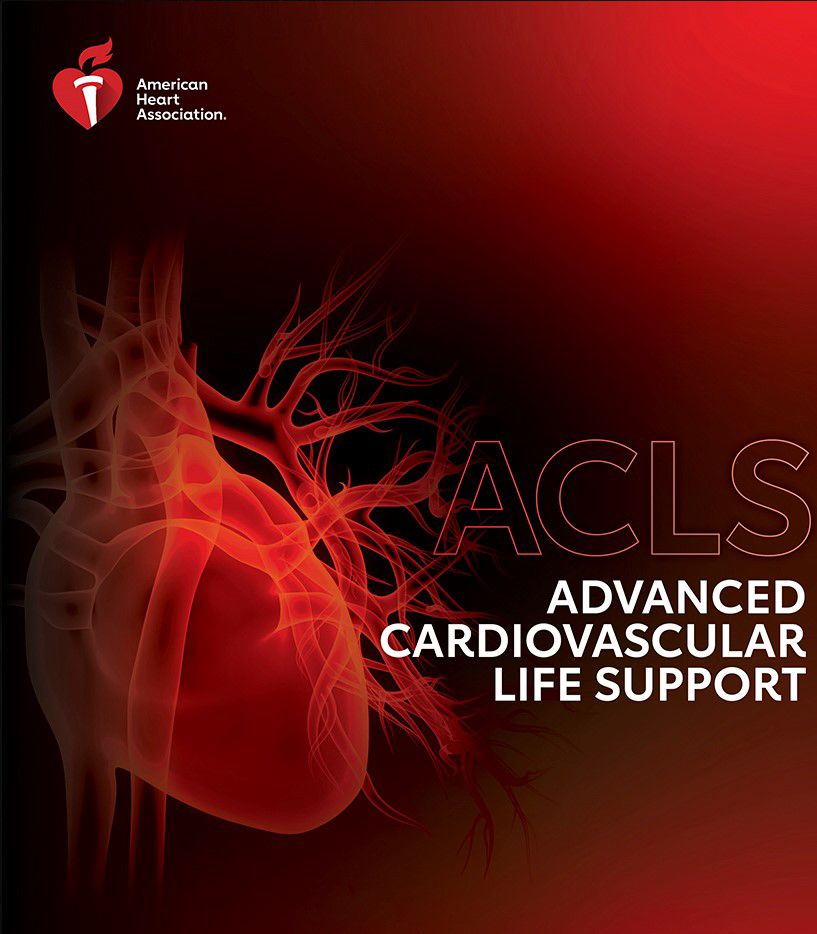 American
Heart
Association.
ACLS
ADVANCED
CARDIOVASCULAR
LIFE SUPPORT